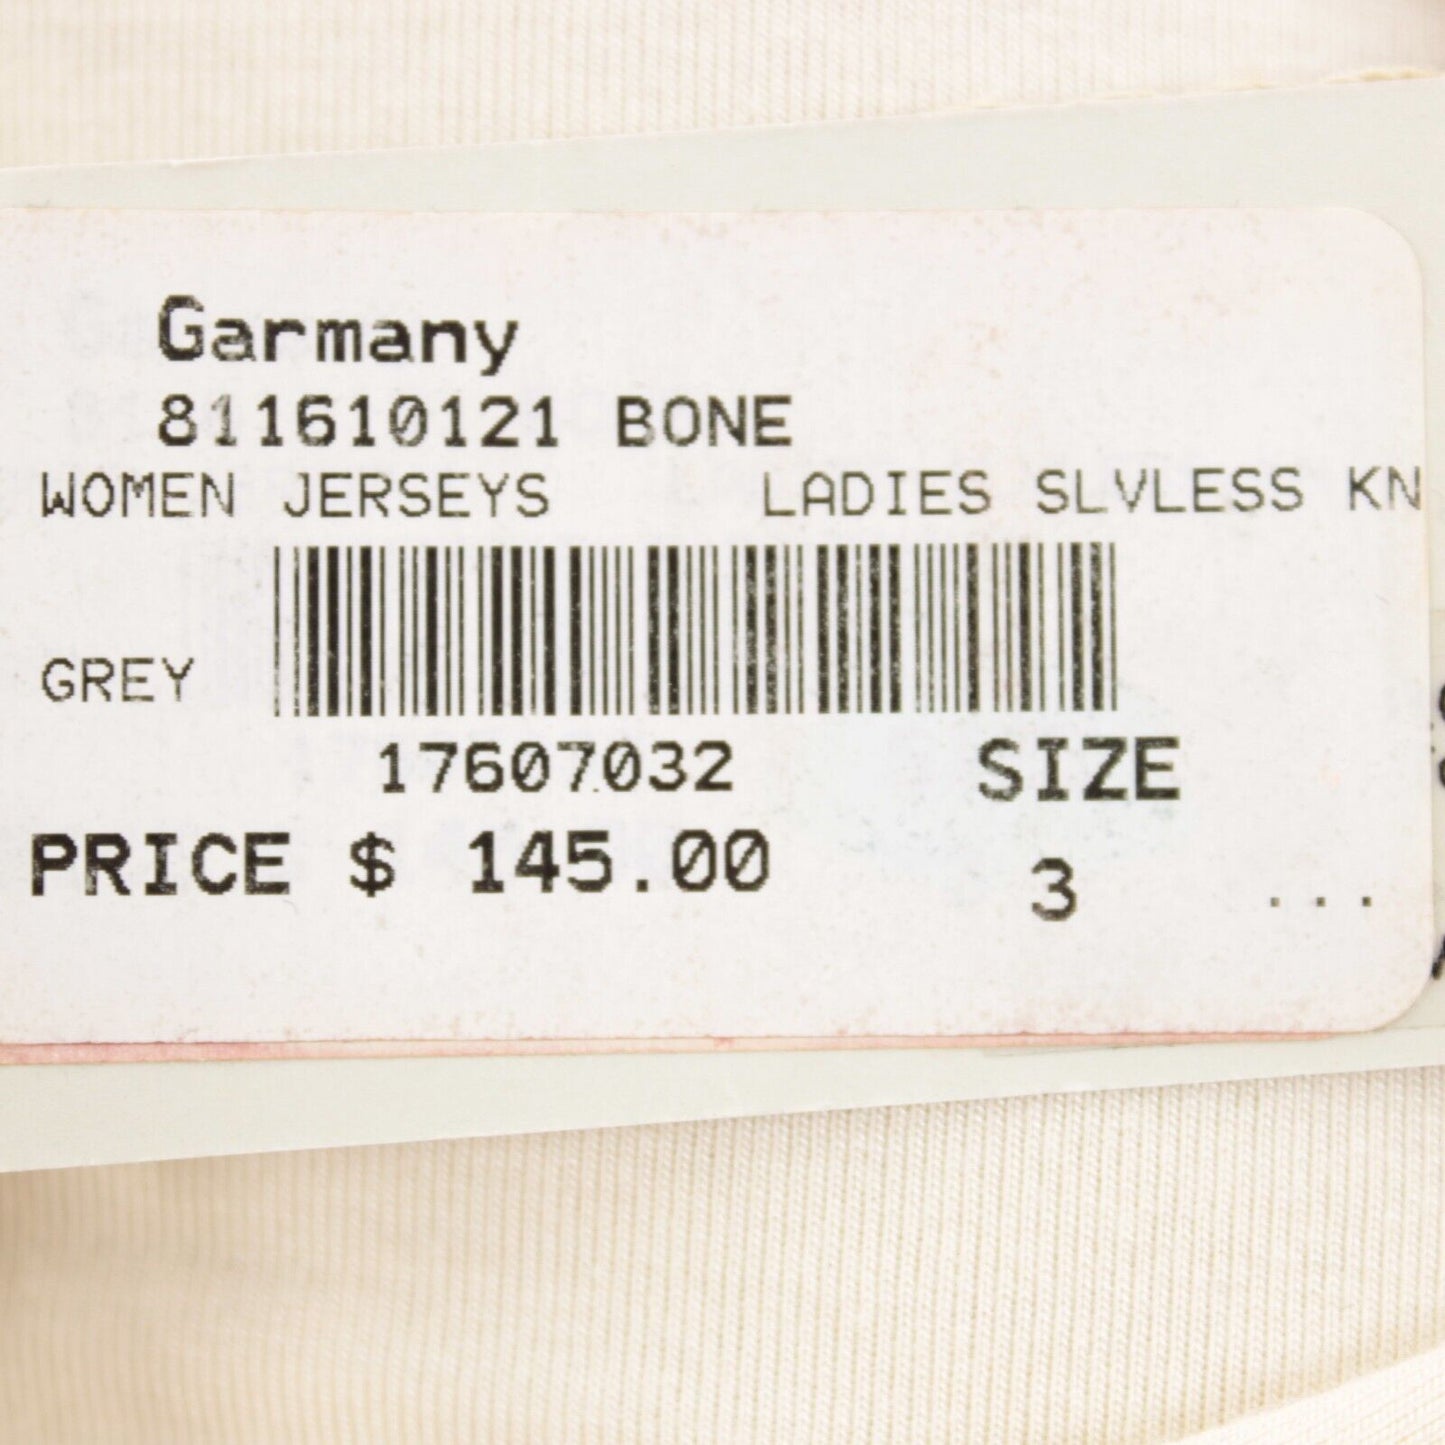 Garmany
811610121 BONE
WOMEN JERSEYS LADIES SLVLESS KN
GREY
17607032 SIZE
PRICE $ 145.00 3 ...